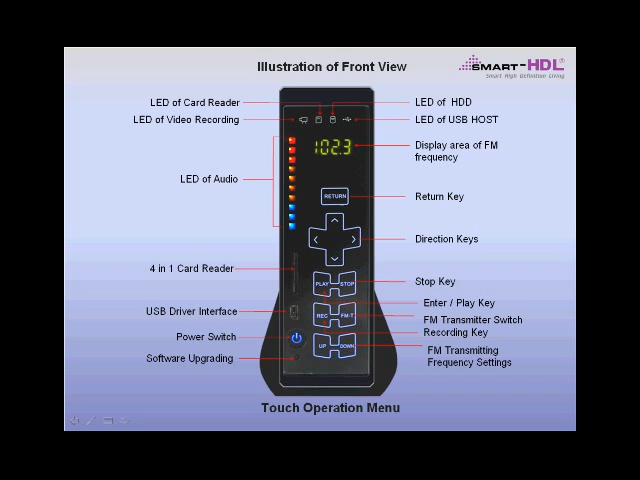 Illustration of Front View
SMART-HDL®
Smart High Definition Living
LED of Card Reader
LED of HDD
LED of Video Recording
LED of USB HOST
102.3
Display area of FM
frequency
LED of Audio
RETURN
Return Key
Direction Keys
4 in 1 Card Reader
PLAY
STOP
Stop Key
Enter / Play Key
USB Driver Interface
REC
FM-T
FM Transmitter Switch
Recording Key
Power Switch
UP
DOWN
FM Transmitting
Frequency Settings
Software Upgrading
Touch Operation Menu